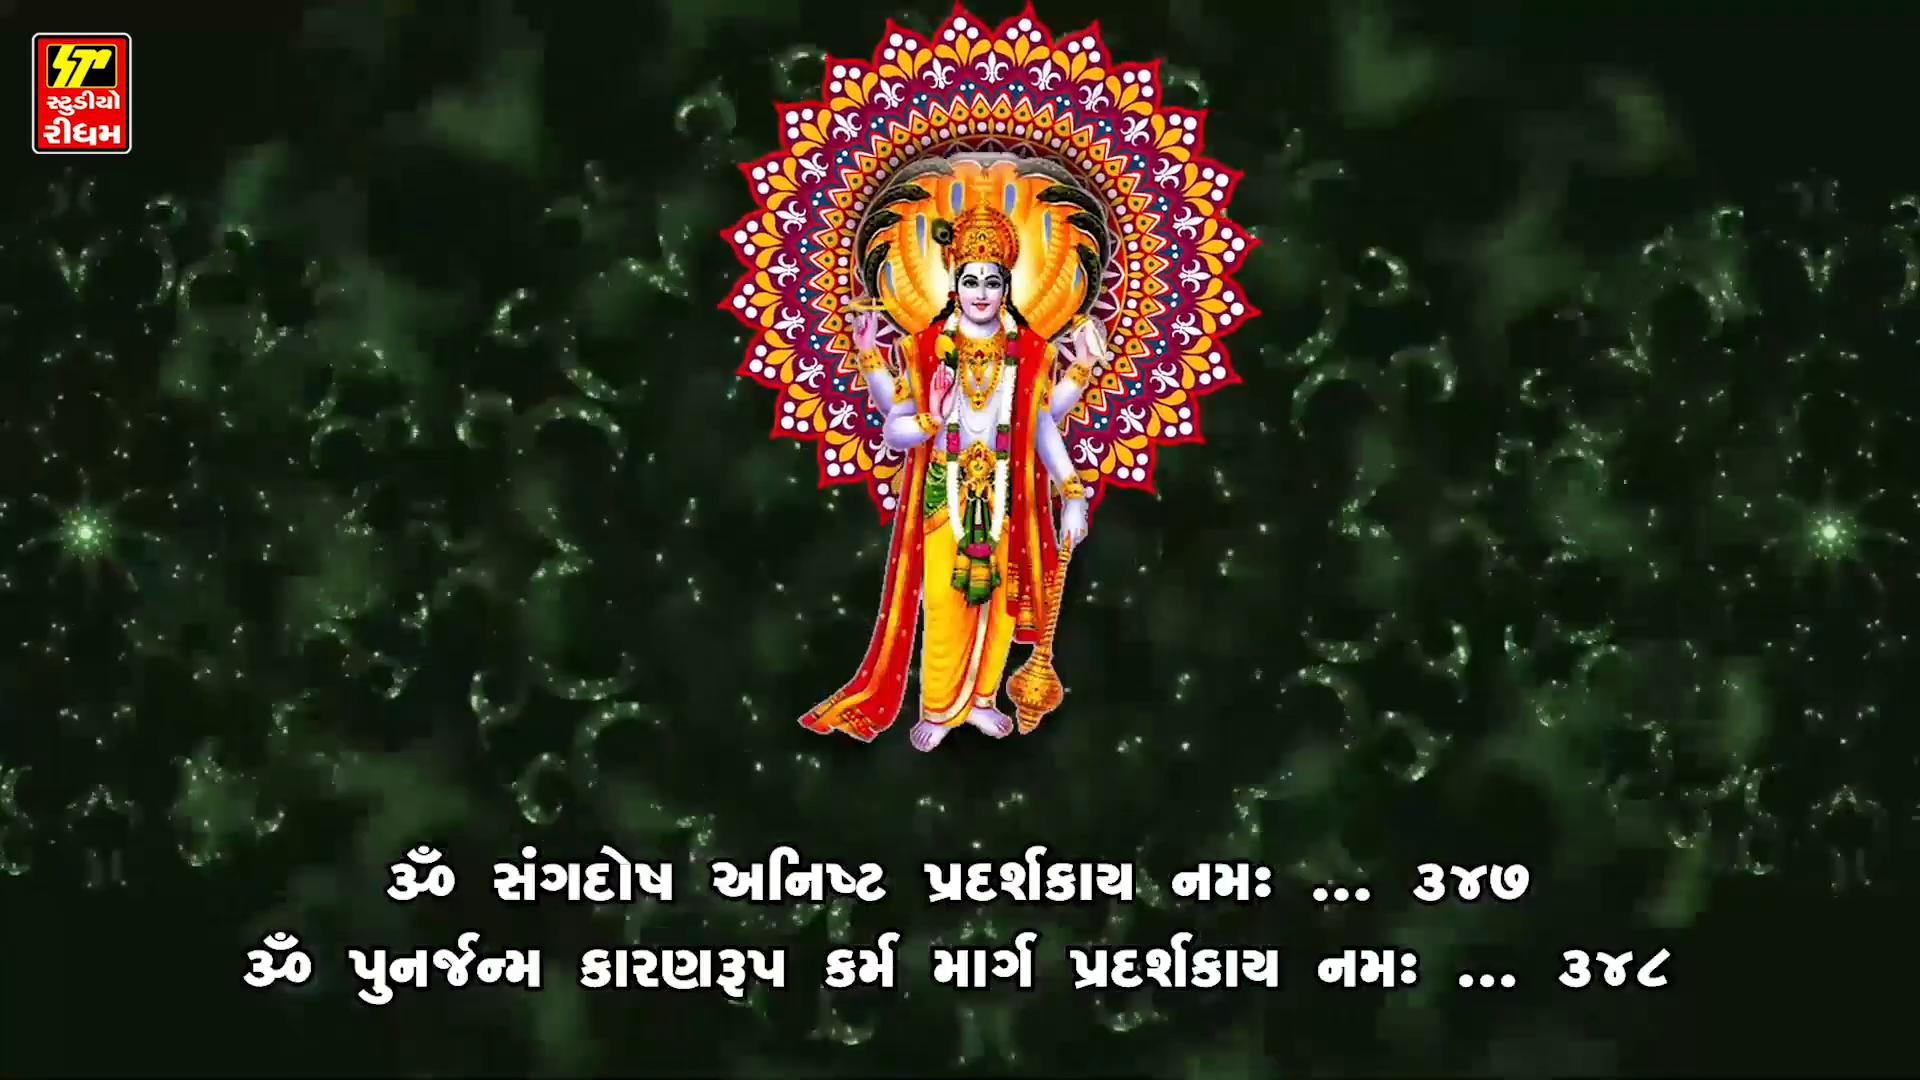 સ્ટુડીયો
રીધમ
ૐ સંગદોષ અનિષ્ટ પ્રદર્શકાય નમઃ ... ૩૪૭
ૐ પુનર્જન્મ કારણરૂપ કર્મ માર્ગ પ્રદર્શકાય નમઃ ... ૩૪૮